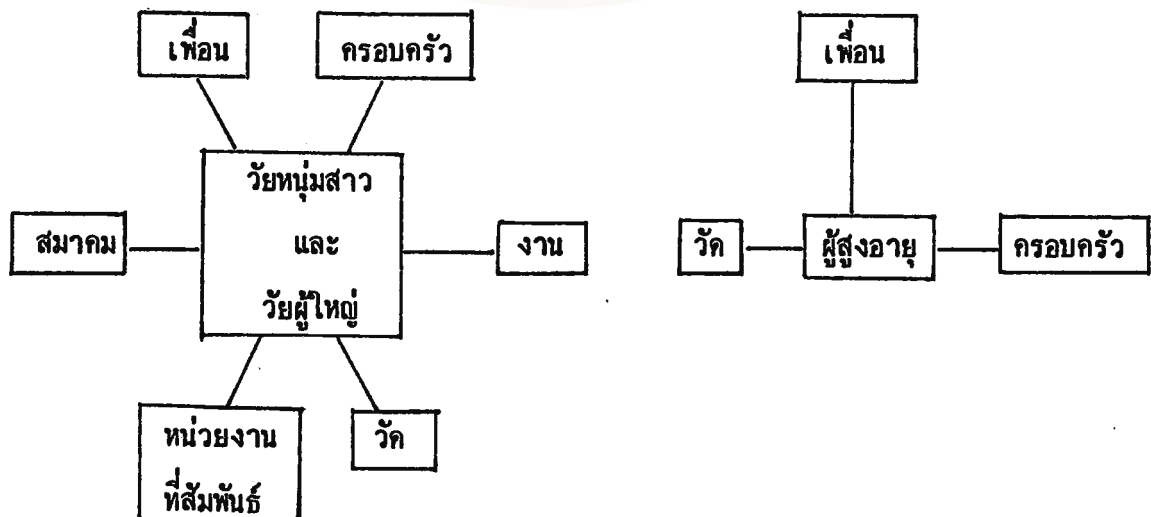 เพื่อน
ครอบครัว
วัยหนุ่มสาว
และ
วัยผู้ใหญ่
สมาคม
งาน
หน่วยงาน
ที่สัมพันธ์
วัด
เพื่อน
วัด
ผู้สูงอายุ
ครอบครัว